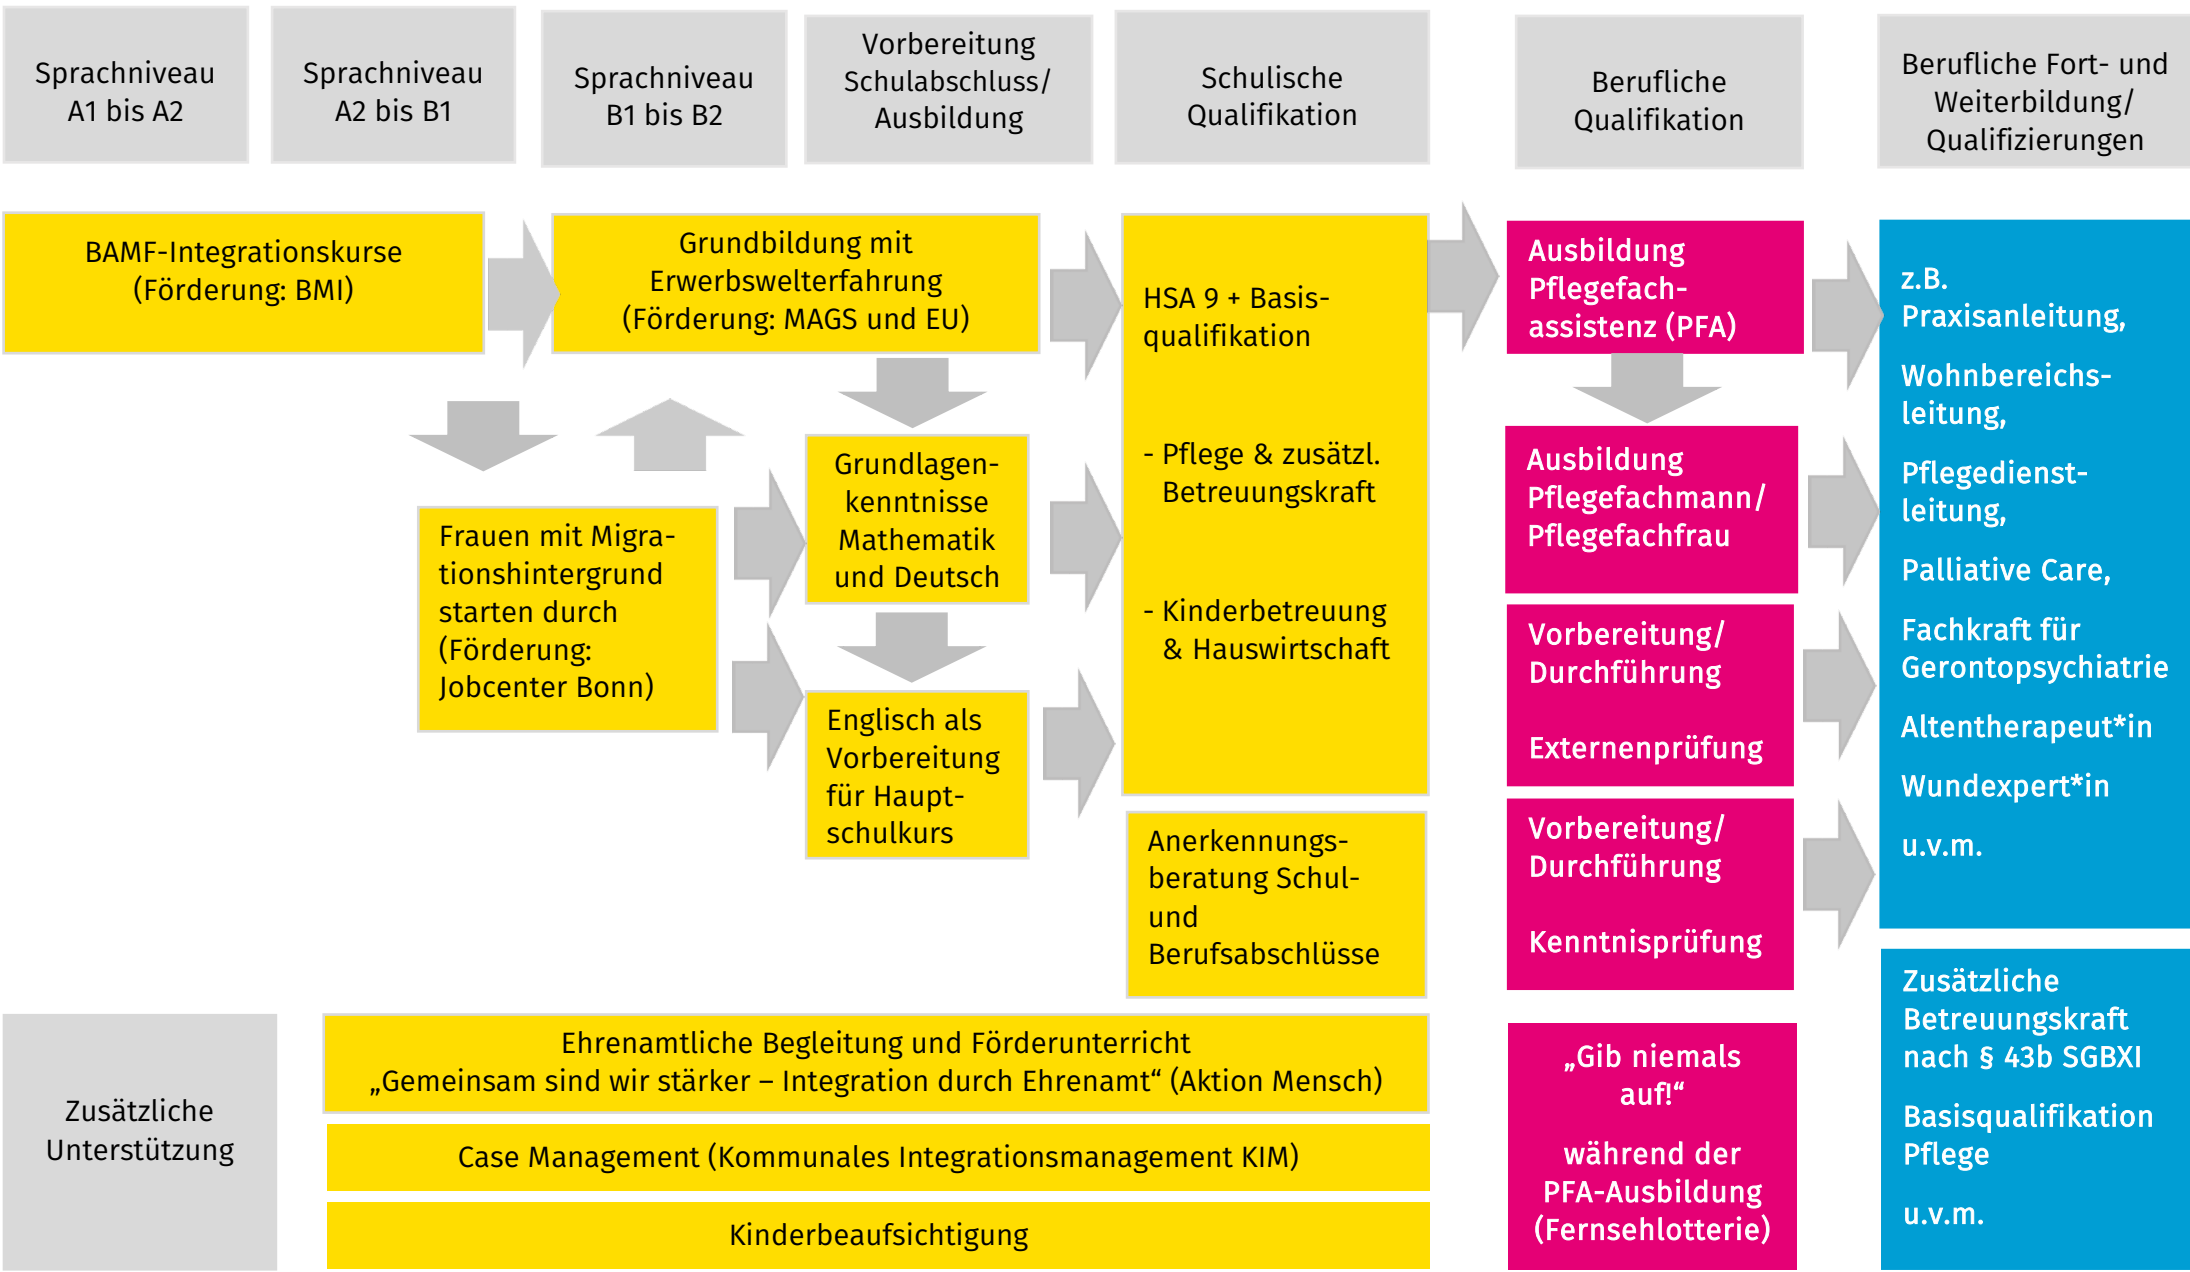 Sprachniveau
A1 bis A2
Sprachniveau
A2 bis B1
Sprachniveau
B1 bis B2
Vorbereitung
Schulabschluss/
Ausbildung
Schulische
Qualifikation
Berufliche
Qualifikation
Berufliche Fort- und
Weiterbildung/
Qualifizierungen
BAMF-Integrationskurse
(Förderung: BMI)
Grundbildung mit
Erwerbswelterfahrung
(Förderung: MAGS und EU)
Frauen mit Migra-
tionshintergrund
starten durch
(Förderung:
Jobcenter Bonn)
Grundlagen-
kenntnisse
Mathematik
und Deutsch
Englisch als
Vorbereitung
für Haupt-
schulkurs
HSA 9 + Basis-
qualifikation
- Pflege & zusätzl.
Betreuungskraft
- Kinderbetreuung
& Hauswirtschaft
Anerkennungs-
beratung Schul-
und
Berufsabschlüsse
Ausbildung
Pflegefach-
assistenz (PFA)
Ausbildung
Pflegefachmann/
Pflegefachfrau
Vorbereitung/
Durchführung
Externenprüfung
Vorbereitung/
Durchführung
Kenntnisprüfung
z.B.
Praxisanleitung,
Wohnbereichs-
leitung,
Pflegedienst-
leitung,
Palliative Care,
Fachkraft für
Gerontopsychiatrie
Altentherapeut*in
Wundexpert*in
u.v.m.
Zusätzliche
Unterstützung
Ehrenamtliche Begleitung und Förderunterricht
„Gemeinsam sind wir stärker – Integration durch Ehrenamt“ (Aktion Mensch)
Case Management (Kommunales Integrationsmanagement KIM)
Kinderbeaufsichtigung
„Gib niemals
auf!“
während der
PFA-Ausbildung
(Fernsehlotterie)
Zusätzliche
Betreuungskraft
nach § 43b SGBXI
Basisqualifikation
Pflege
u.v.m.